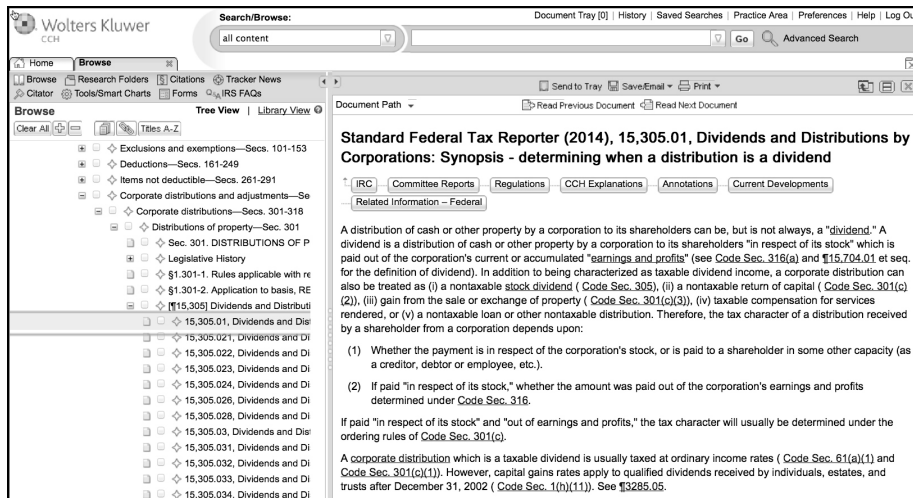 Wolters Kluwer
CCH
Search/Browse:
Document Tray [0] | History | Saved Searches | Practice Area | Preferences | Help | Log Ou
all content
Go
Advanced Search
Home
Browse
Browse Research Folders Citations Tracker News
Citator Tools/Smart Charts Forms IRS FAQs
Send to Tray Save/Email Print
Browse
Tree View | Library View
Clear All
Titles A-Z
Exclusions and exemptions—Secs. 101-153
Deductions—Secs. 161-249
Items not deductible—Secs. 261-291
Corporate distributions and adjustments—Se
Corporate distributions—Secs. 301-318
Distributions of property—Sec. 301
Sec. 301. DISTRIBUTIONS OF P
Legislative History
§1.301-1. Rules applicable with re
§1.301-2. Application to basis, RE
[¶15,305] Dividends and Distributi
15,305.01, Dividends and Dist
15,305.021, Dividends and Di
15,305.022, Dividends and Di
15,305.023, Dividends and Di
15,305.024, Dividends and Di
15,305.026, Dividends and Di
15,305.028, Dividends and Di
15,305.03, Dividends and Dist
15,305.031, Dividends and Di
15,305.032, Dividends and Di
15,305.033, Dividends and Di
15,305.034, Dividends and Di
Document Path
Read Previous Document Read Next Document
Standard Federal Tax Reporter (2014), 15,305.01, Dividends and Distributions by
Corporations: Synopsis - determining when a distribution is a dividend
IRC Committee Reports Regulations CCH Explanations Annotations Current Developments
Related Information – Federal
A distribution of cash or other property by a corporation to its shareholders can be, but is not always, a "dividend." A
dividend is a distribution of cash or other property by a corporation to its shareholders "in respect of its stock" which is
paid out of the corporation's current or accumulated "earnings and profits" (see Code Sec. 316(a) and ¶15,704.01 et seq.
for the definition of dividend). In addition to being characterized as taxable dividend income, a corporate distribution can
also be treated as (i) a nontaxable stock dividend ( Code Sec. 305), (ii) a nontaxable return of capital ( Code Sec. 301(c)
(2)), (iii) gain from the sale or exchange of property ( Code Sec. 301(c)(3)), (iv) taxable compensation for services
rendered, or (v) a nontaxable loan or other nontaxable distribution. Therefore, the tax character of a distribution received
by a shareholder from a corporation depends upon:
(1) Whether the payment is in respect of the corporation's stock, or is paid to a shareholder in some other capacity (as
a creditor, debtor or employee, etc.).
(2) If paid "in respect of its stock," whether the amount was paid out of the corporation's earnings and profits
determined under Code Sec. 316.
If paid "in respect of its stock" and "out of earnings and profits," the tax character will usually be determined under the
ordering rules of Code Sec. 301(c).
A corporate distribution which is a taxable dividend is usually taxed at ordinary income rates ( Code Sec. 61(a)(1) and
Code Sec. 301(c)(1)). However, capital gains rates apply to qualified dividends received by individuals, estates, and
trusts after December 31, 2002 ( Code Sec. 1(h)(11)). See ¶3285.05.